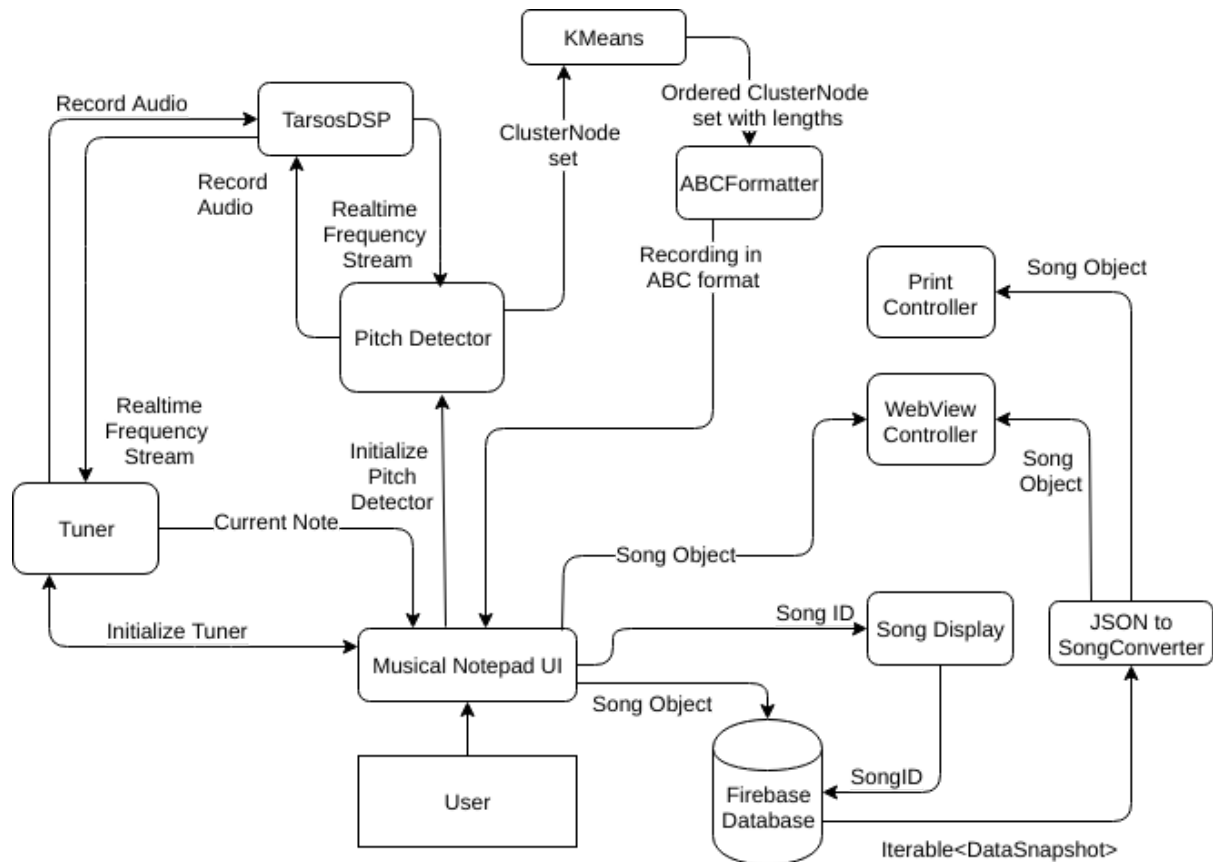 KMeans
Record Audio
TarsosDSP
Ordered ClusterNode
set with lengths
ClusterNode
set
Record
Audio
ABCFormatter
Realtime
Frequency
Stream
Recording in
ABC format
Song Object
Print
Controller
Pitch Detector
Realtime
Frequency
Stream
WebView
Controller
Initialize
Pitch
Detector
Song
Object
Tuner
Current Note
Song Object
Initialize Tuner
Song ID
Song Display
JSON to
SongConverter
Musical Notepad UI
Song Object
SongID
User
Firebase
Database
Iterable<DataSnapshot>